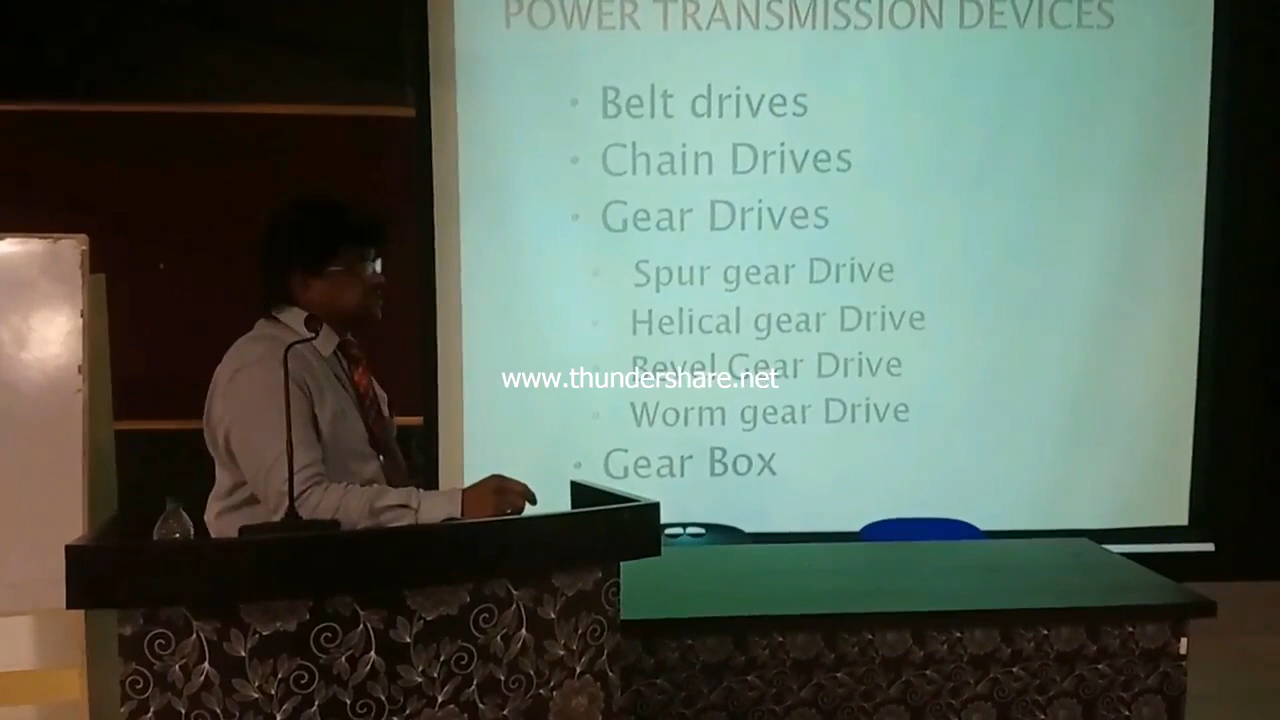 POWER TRANSMISSION DEVICES
• Belt drives
• Chain Drives
• Gear Drives
Spur gear Drive
Helical gear Drive
Bevel Gear Drive
www.thundershare.net
Worm gear Drive
• Gear Box